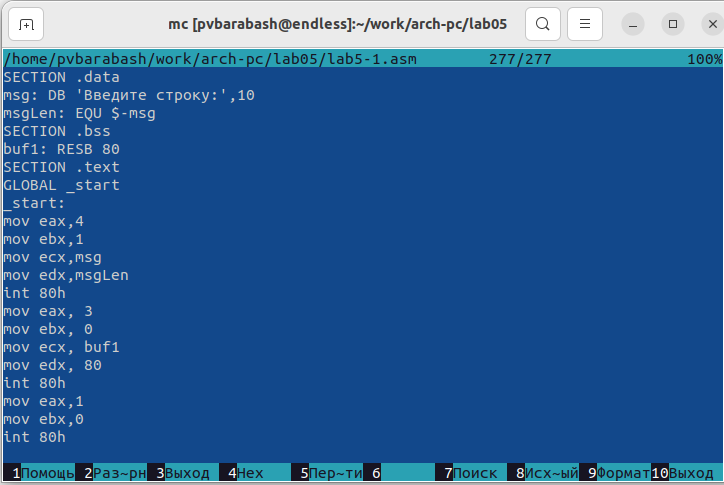 mc [pvbarabash@endless]:~/work/arch-pc/lab05
/home/pvbarabash/work/arch-pc/lab05/lab5-1.asm 277/277 100%
SECTION .data
msg: DB 'Введите строку:',10
msgLen: EQU $-msg
SECTION .bss
buf1: RESB 80
SECTION .text
GLOBAL _start
_start:
mov eax,4
mov ebx,1
mov ecx,msg
mov edx,msgLen
int 80h
mov eax, 3
mov ebx, 0
mov ecx, buf1
mov edx, 80
int 80h
mov eax,1
mov ebx,0
int 80h
1Помощь 2Раз~рн 3Выход 4Hex 5Пер~ти 6 7Поиск 8Исх~ый 9Формат 10Выход